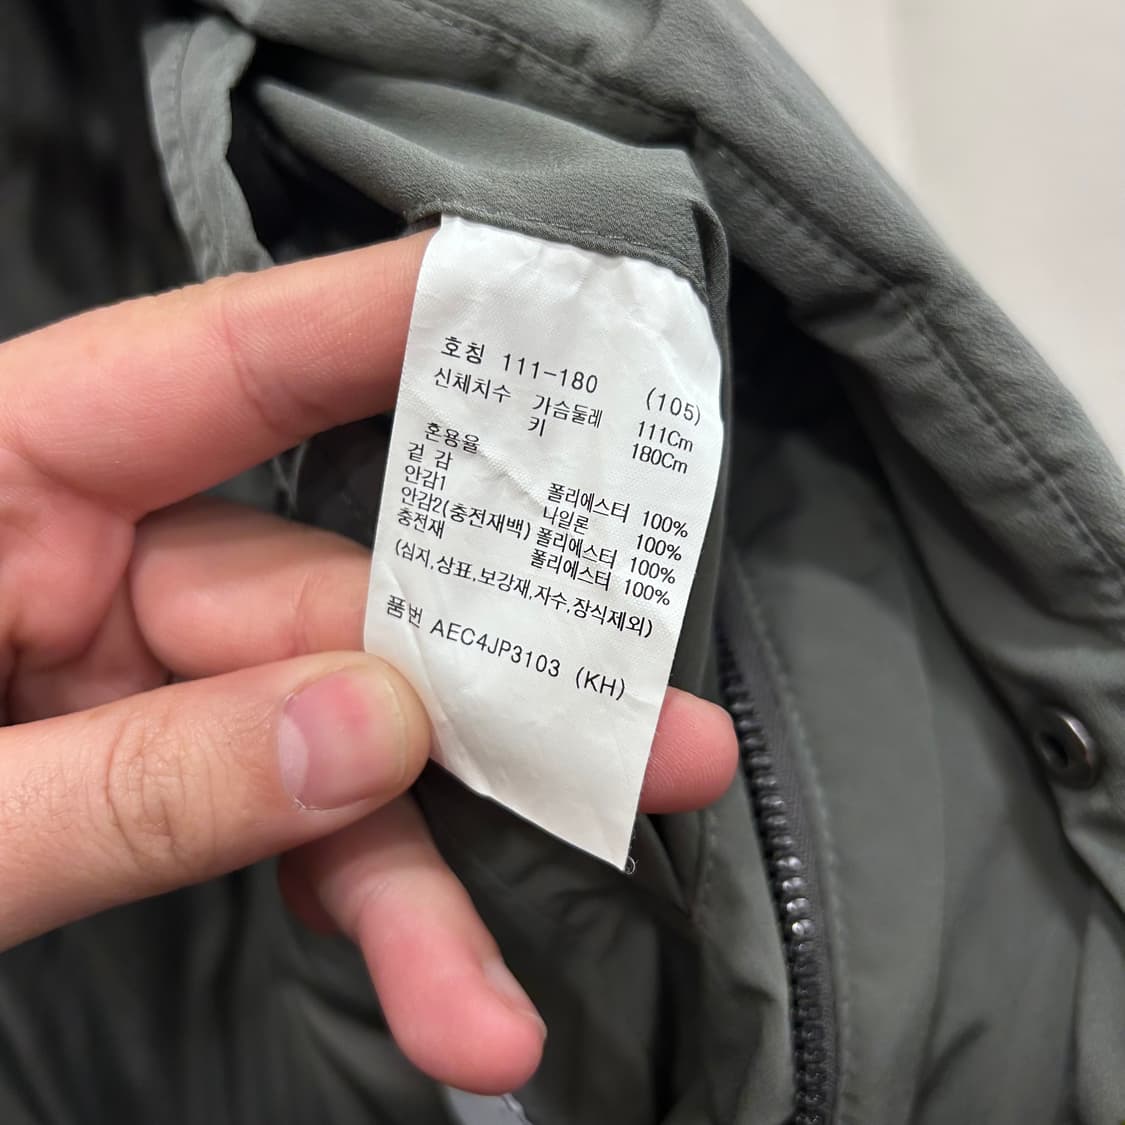 호칭 111-180 (105)
신체치수 가슴둘레 111Cm
키 180Cm
혼용율
겉 감 폴리에스터 100%
안감1 나일론 100%
안감2(충전재백) 폴리에스터 100%
충전재 폴리에스터 100%
(심지,상표,보강재,자수,장식제외)
품번 AEC4JP3103 (KH)